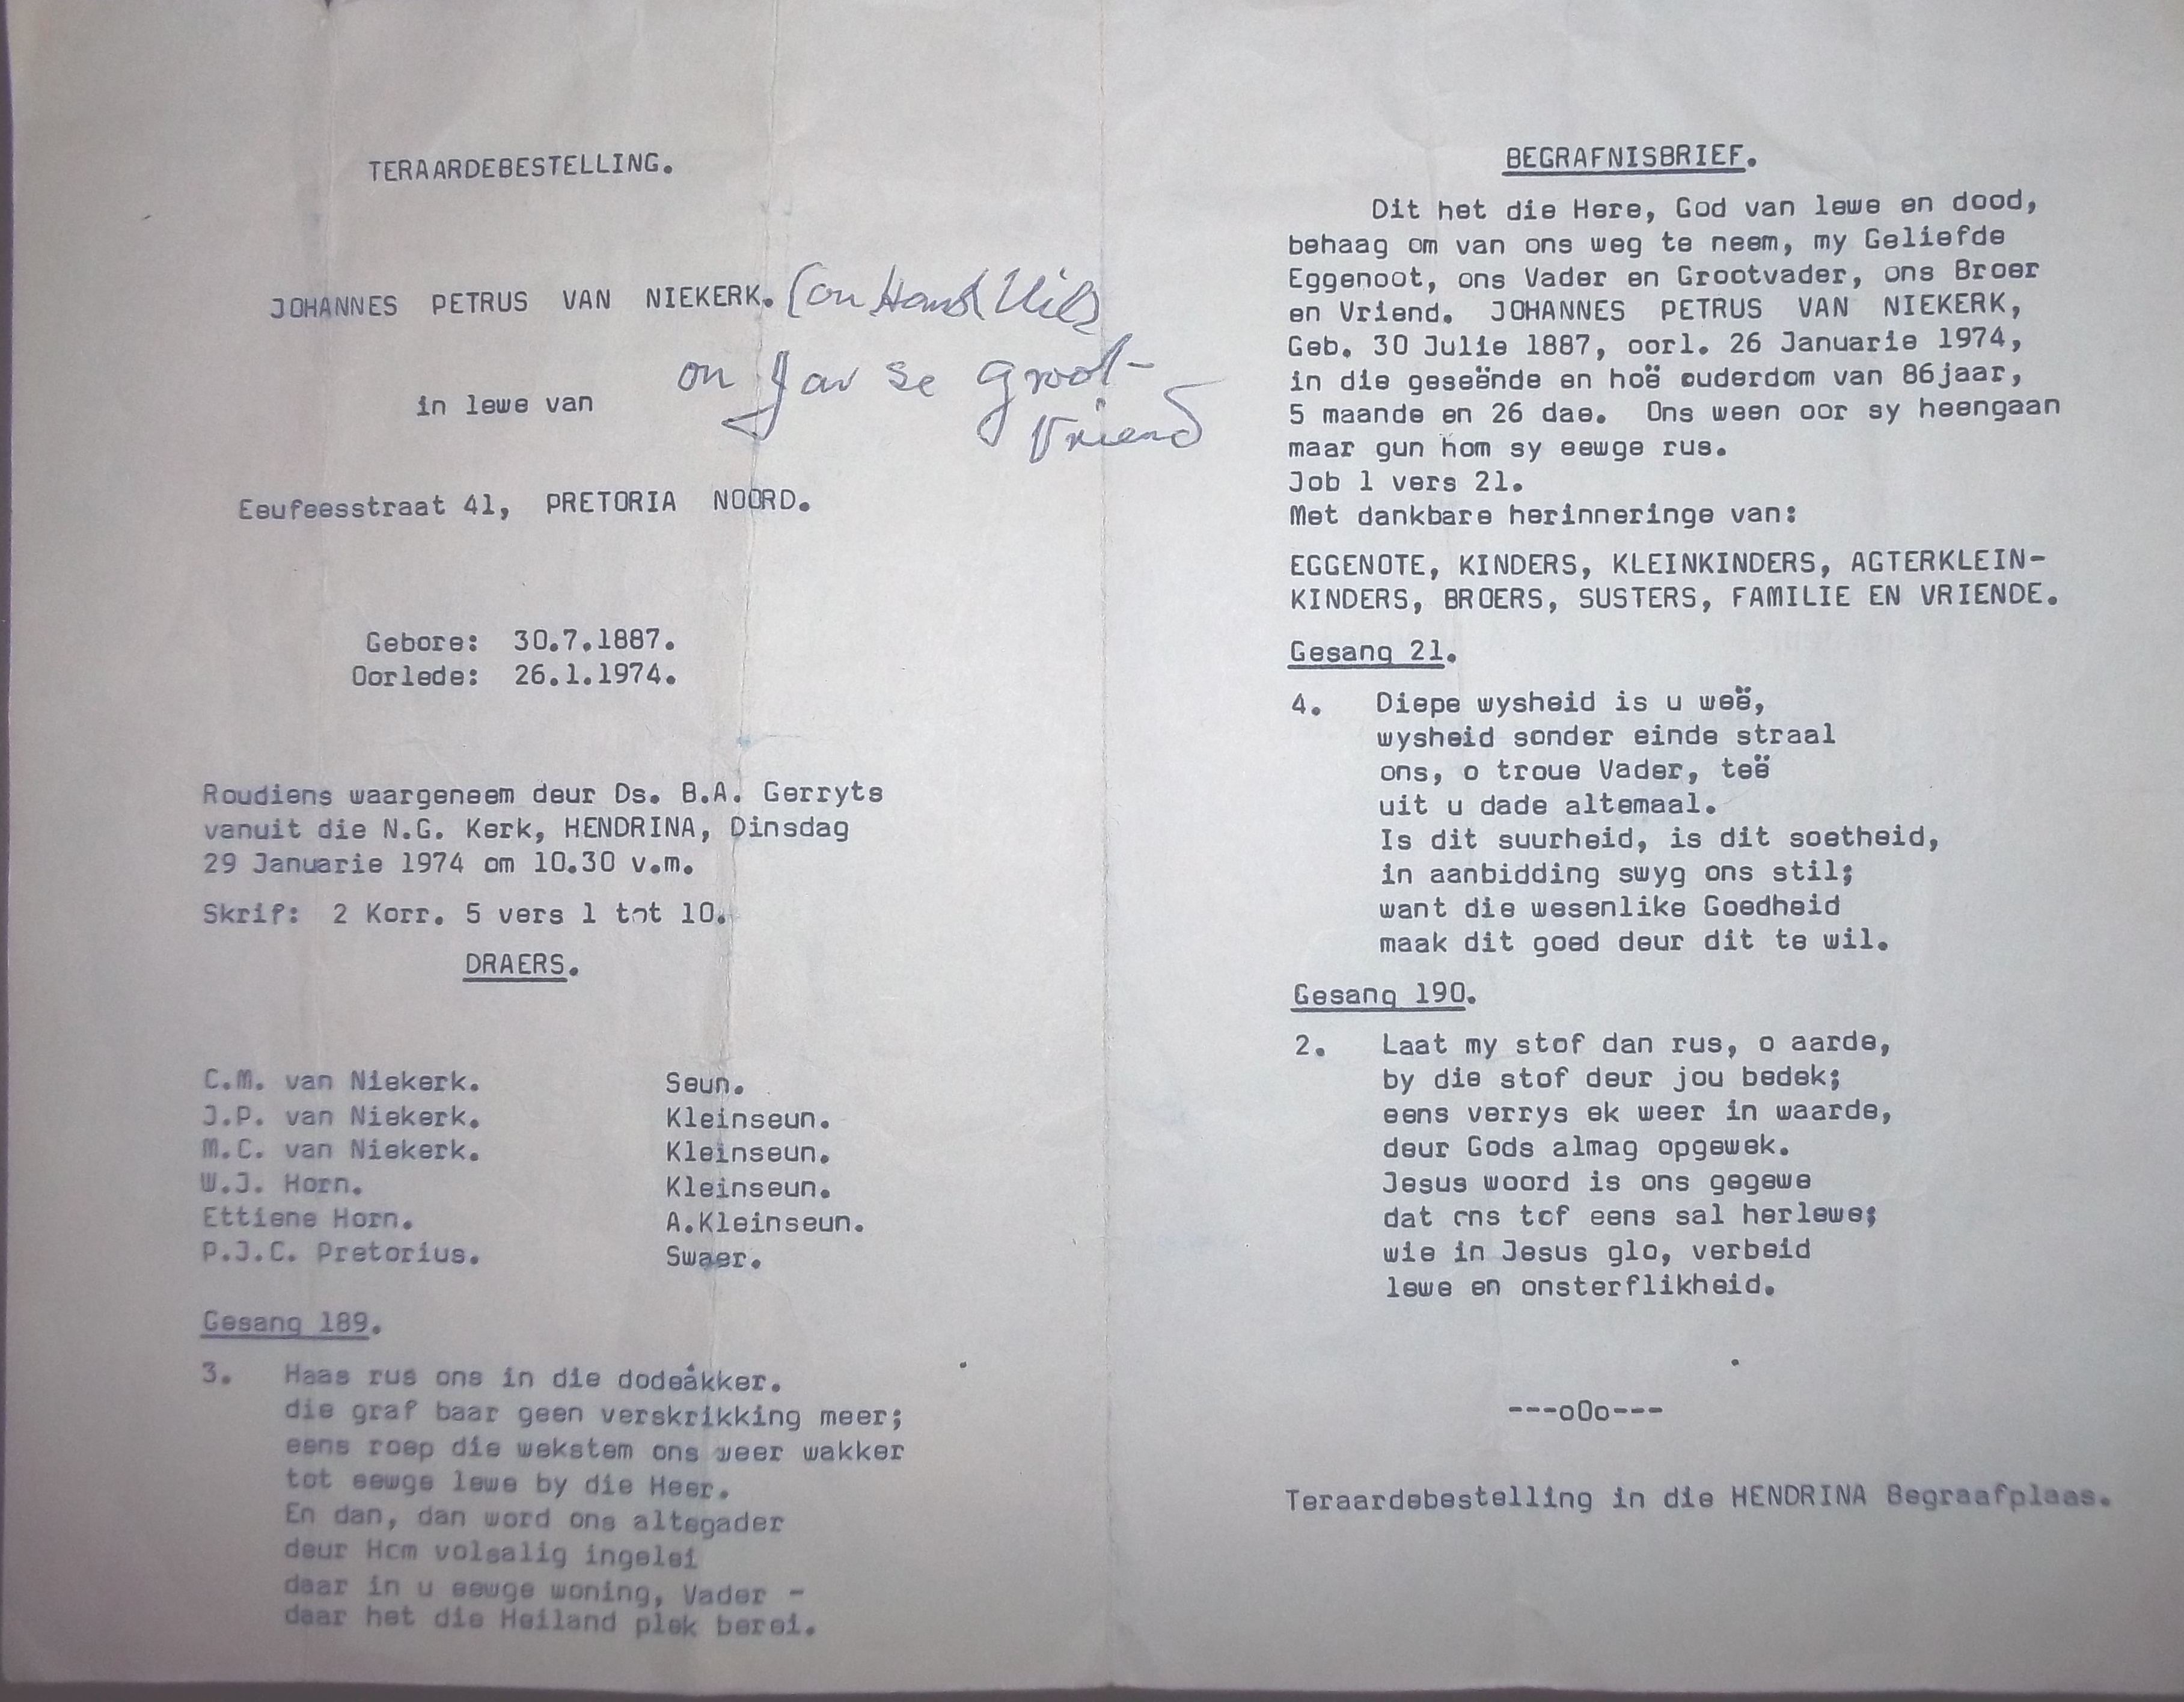 TERAARDEBESTELLING.
JOHANNES PETRUS VAN NIEKERK. (
in lewe van
on Jav se groot-
vriend
Eeufeesstraat 41, PRETORIA NOORD.
Gebore: 30.7.1887.
Oorlede: 26.1.1974.
Roudiens waargeneem deur Ds. B.A. Gerryts
vanuit die N.G. Kerk, HENDRINA, Dinsdag
29 Januarie 1974 om 10.30 v.m.
Skrif: 2 Korr. 5 vers 1 tot 10.
DRAERS.
C.M. van Niekerk. Seun.
J.P. van Niekerk. Kleinseun.
M.C. van Niekerk. Kleinseun.
W.J. Horn. Kleinseun.
Ettiene Horn. A.Kleinseun.
P.J.C. Pretorius. Swaer.
Gesang 189.
3. Haas rus ons in die dodeåkker.
die graf baar geen verskrikking meer;
eens roep die wekstem ons weer wakker
tot eewge lewe by die Heer.
En dan, dan word ons altegader
deur Hcm volsalig ingelei
daar in u eewge woning, Vader -
daar het die Heiland plek berei.
BEGRAFNISBRIEF.
Dit het die Here, God van lewe en dood,
behaag om van ons weg te neem, my Geliefde
Eggenoot, ons Vader en Grootvader, ons Broer
en Vriend. JOHANNES PETRUS VAN NIEKERK,
Geb. 30 Julie 1887, oorl. 26 Januarie 1974,
in die geseënde en hoë ouderdom van 86jaar,
5 maande en 26 dae. Ons ween oor sy heengaan
maar gun hom sy eewge rus.
Job 1 vers 21.
Met dankbare herinneringe van:
EGGENOTE, KINDERS, KLEINKINDERS, AGTERKLEIN-
KINDERS, BROERS, SUSTERS, FAMILIE EN VRIENDE.
Gesang 21.
4. Diepe wysheid is u weë,
wysheid sonder einde straal
ons, o troue Vader, teë
uit u dade altemaal.
Is dit suurheid, is dit soetheid,
in aanbidding swyg ons stil;
want die wesenlike Goedheid
maak dit goed deur dit te wil.
Gesang 190.
2. Laat my stof dan rus, o aarde,
by die stof deur jou bedek;
eens verrys ek weer in waarde,
deur Gods almag opgewek.
Jesus woord is ons gegewe
dat ons tof eens sal herlewe;
wie in Jesus glo, verbeid
lewe en onsterflikheid.
---oOo---
Teraardebestelling in die HENDRINA Begraafplaas.